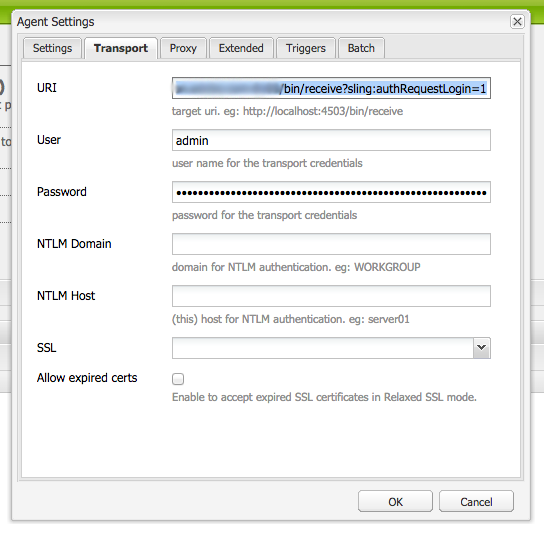 Agent Settings
Settings Transport Proxy Extended Triggers Batch
URI /bin/receive?sling:authRequestLogin=1
target uri. eg: http://localhost:4503/bin/receive
User admin
user name for the transport credentials
Password
password for the transport credentials
NTLM Domain
domain for NTLM authentication. eg: WORKGROUP
NTLM Host
(this) host for NTLM authentication. eg: server01
SSL
Allow expired certs
Enable to accept expired SSL certificates in Relaxed SSL mode.
OK Cancel